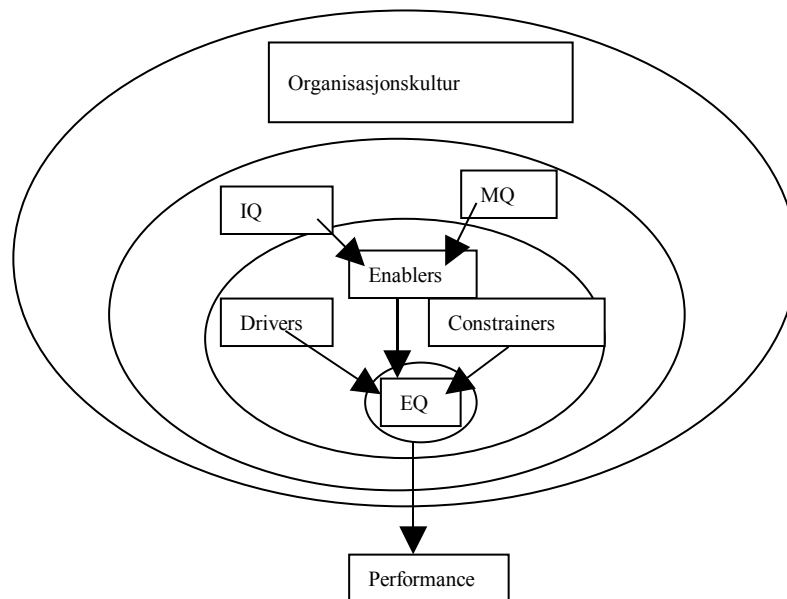 Organisasjonskultur
IQ
MQ
Enablers
Drivers
Constrainers
EQ
Performance